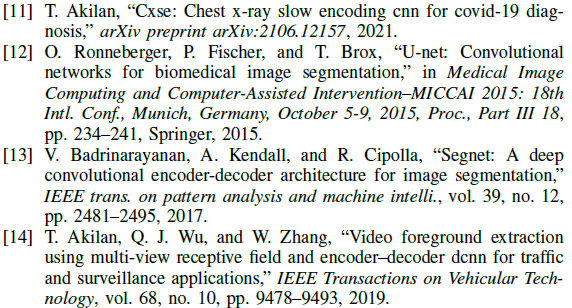 [11] T. Akilan, “Cxse: Chest x-ray slow encoding cnn for covid-19 diag-
nosis,” arXiv preprint arXiv:2106.12157, 2021.
[12] O. Ronneberger, P. Fischer, and T. Brox, “U-net: Convolutional
networks for biomedical image segmentation,” in Medical Image
Computing and Computer-Assisted Intervention–MICCAI 2015: 18th
Intl. Conf., Munich, Germany, October 5-9, 2015, Proc., Part III 18,
pp. 234–241, Springer, 2015.
[13] V. Badrinarayanan, A. Kendall, and R. Cipolla, “Segnet: A deep
convolutional encoder-decoder architecture for image segmentation,”
IEEE trans. on pattern analysis and machine intelli., vol. 39, no. 12,
pp. 2481–2495, 2017.
[14] T. Akilan, Q. J. Wu, and W. Zhang, “Video foreground extraction
using multi-view receptive field and encoder–decoder dcnn for traffic
and surveillance applications,” IEEE Transactions on Vehicular Tech-
nology, vol. 68, no. 10, pp. 9478–9493, 2019.